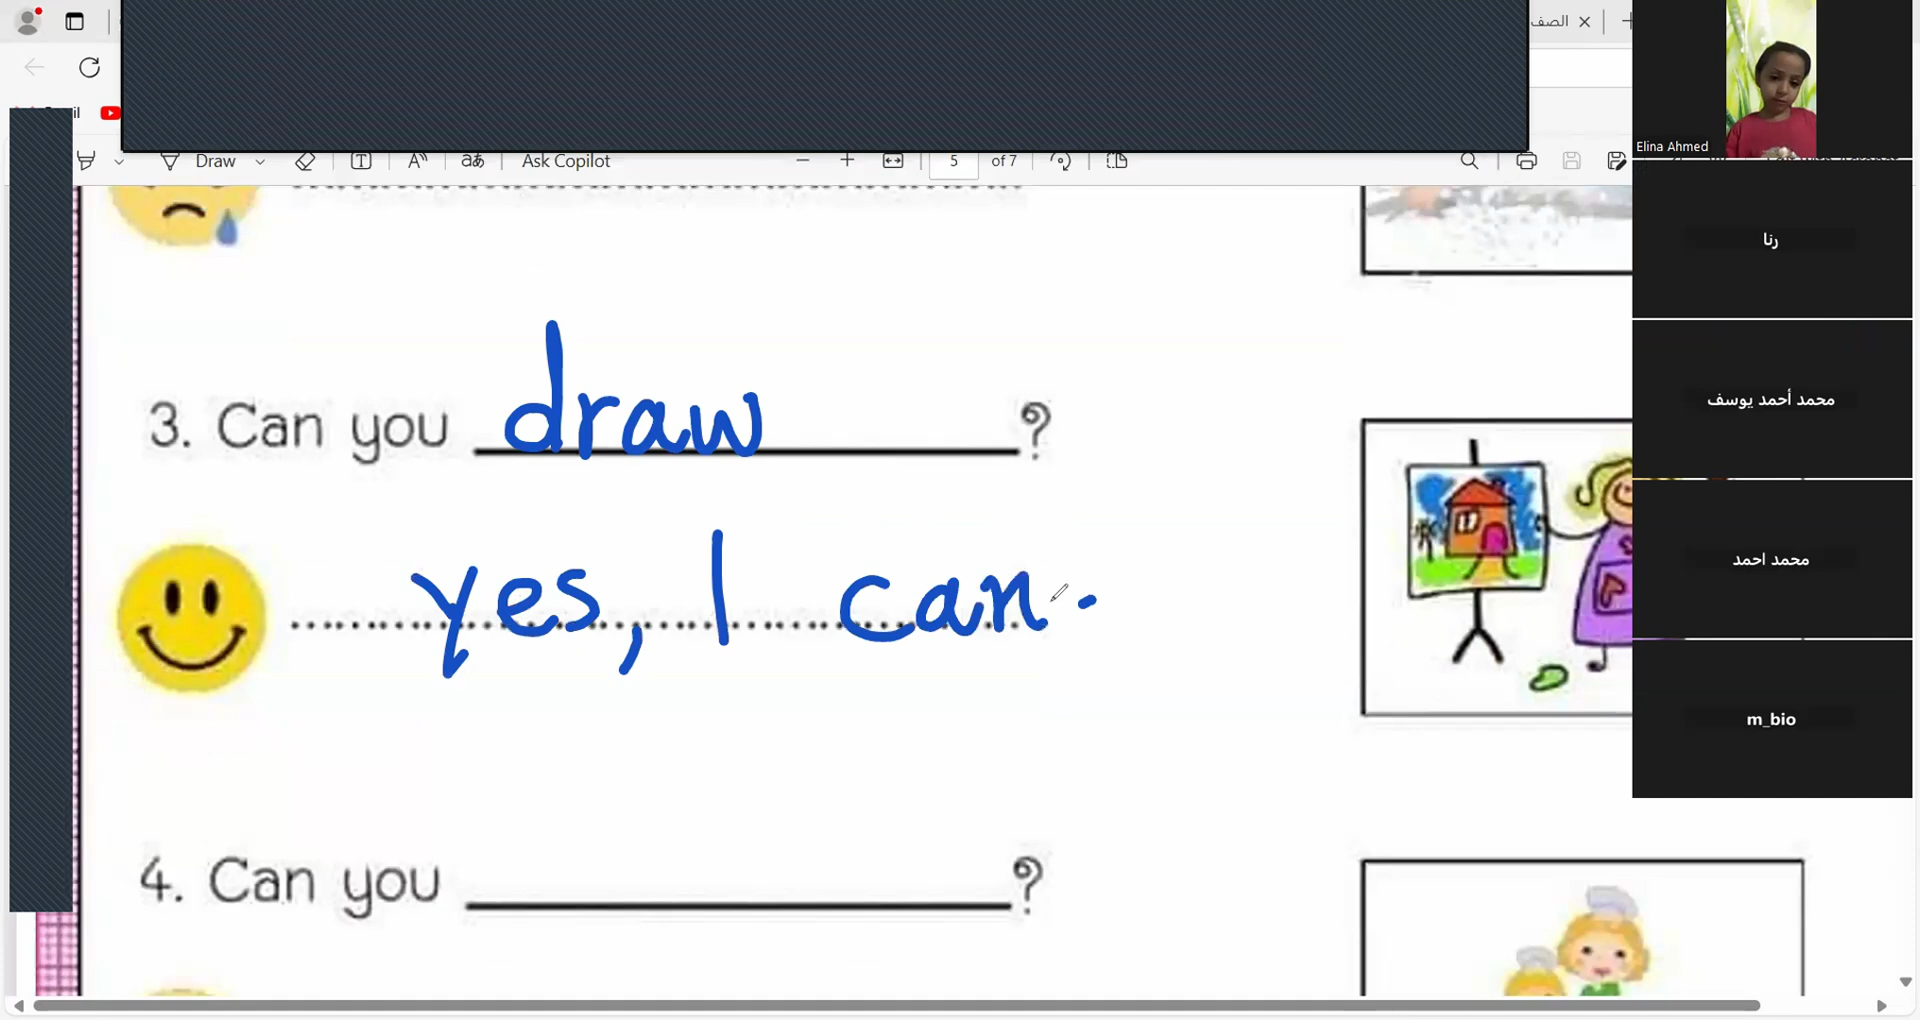 الصف
Draw
Ask Copilot
5
of 7
Elina Ahmed
رنا
3. Can you draw ?
محمد أحمد يوسف
yes, I can.
محمد احمد
m_bio
4. Can you ?